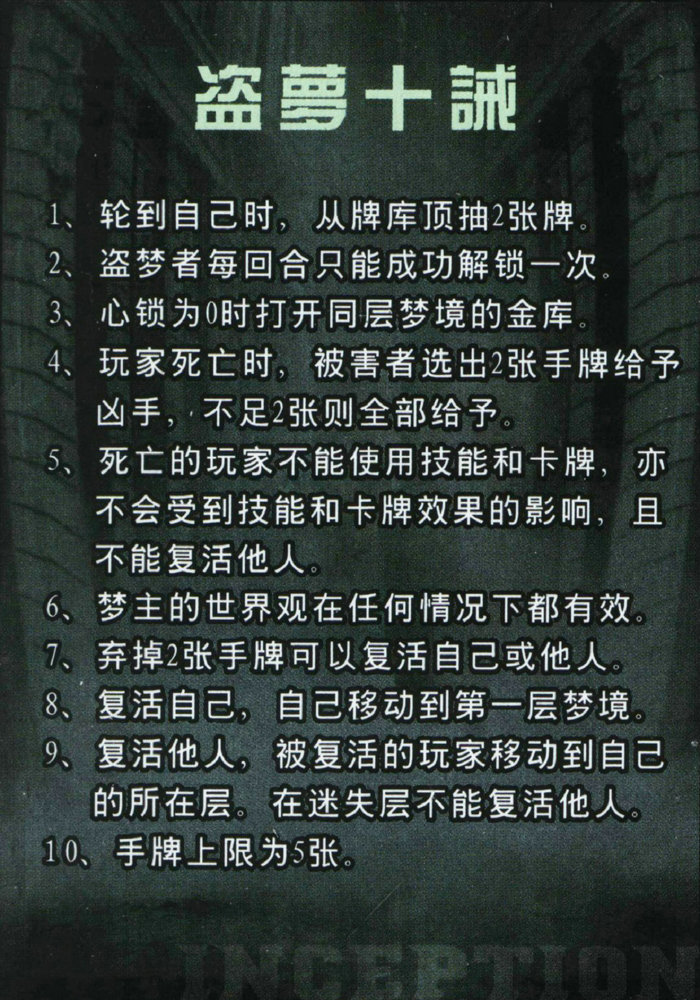 盗夢十誡
1、轮到自己时，从牌库顶抽2张牌。
2、盗梦者每回合只能成功解锁一次。
3、心锁为0时打开同层梦境的金库。
4、玩家死亡时，被害者选出2张手牌给予
凶手，不足2张则全部给予。
5、死亡的玩家不能使用技能和卡牌，亦
不会受到技能和卡牌效果的影响，且
不能复活他人。
6、梦主的世界观在任何情况下都有效。
7、弃掉2张手牌可以复活自己或他人。
8、复活自己，自己移动到第一层梦境。
9、复活他人，被复活的玩家移动到自己
的所在层。在迷失层不能复活他人。
10、手牌上限为5张。
INCEPTION